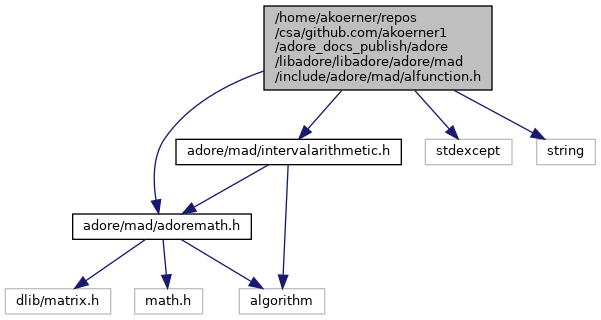 /home/akoerner/repos
/csa/github.com/akoerner1
/adore_docs_publish/adore
/libadore/libadore/adore/mad
/include/adore/mad/alfunction.h
adore/mad/intervalarithmetic.h
stdexcept
string
adore/mad/adoremath.h
dlib/matrix.h
math.h
algorithm